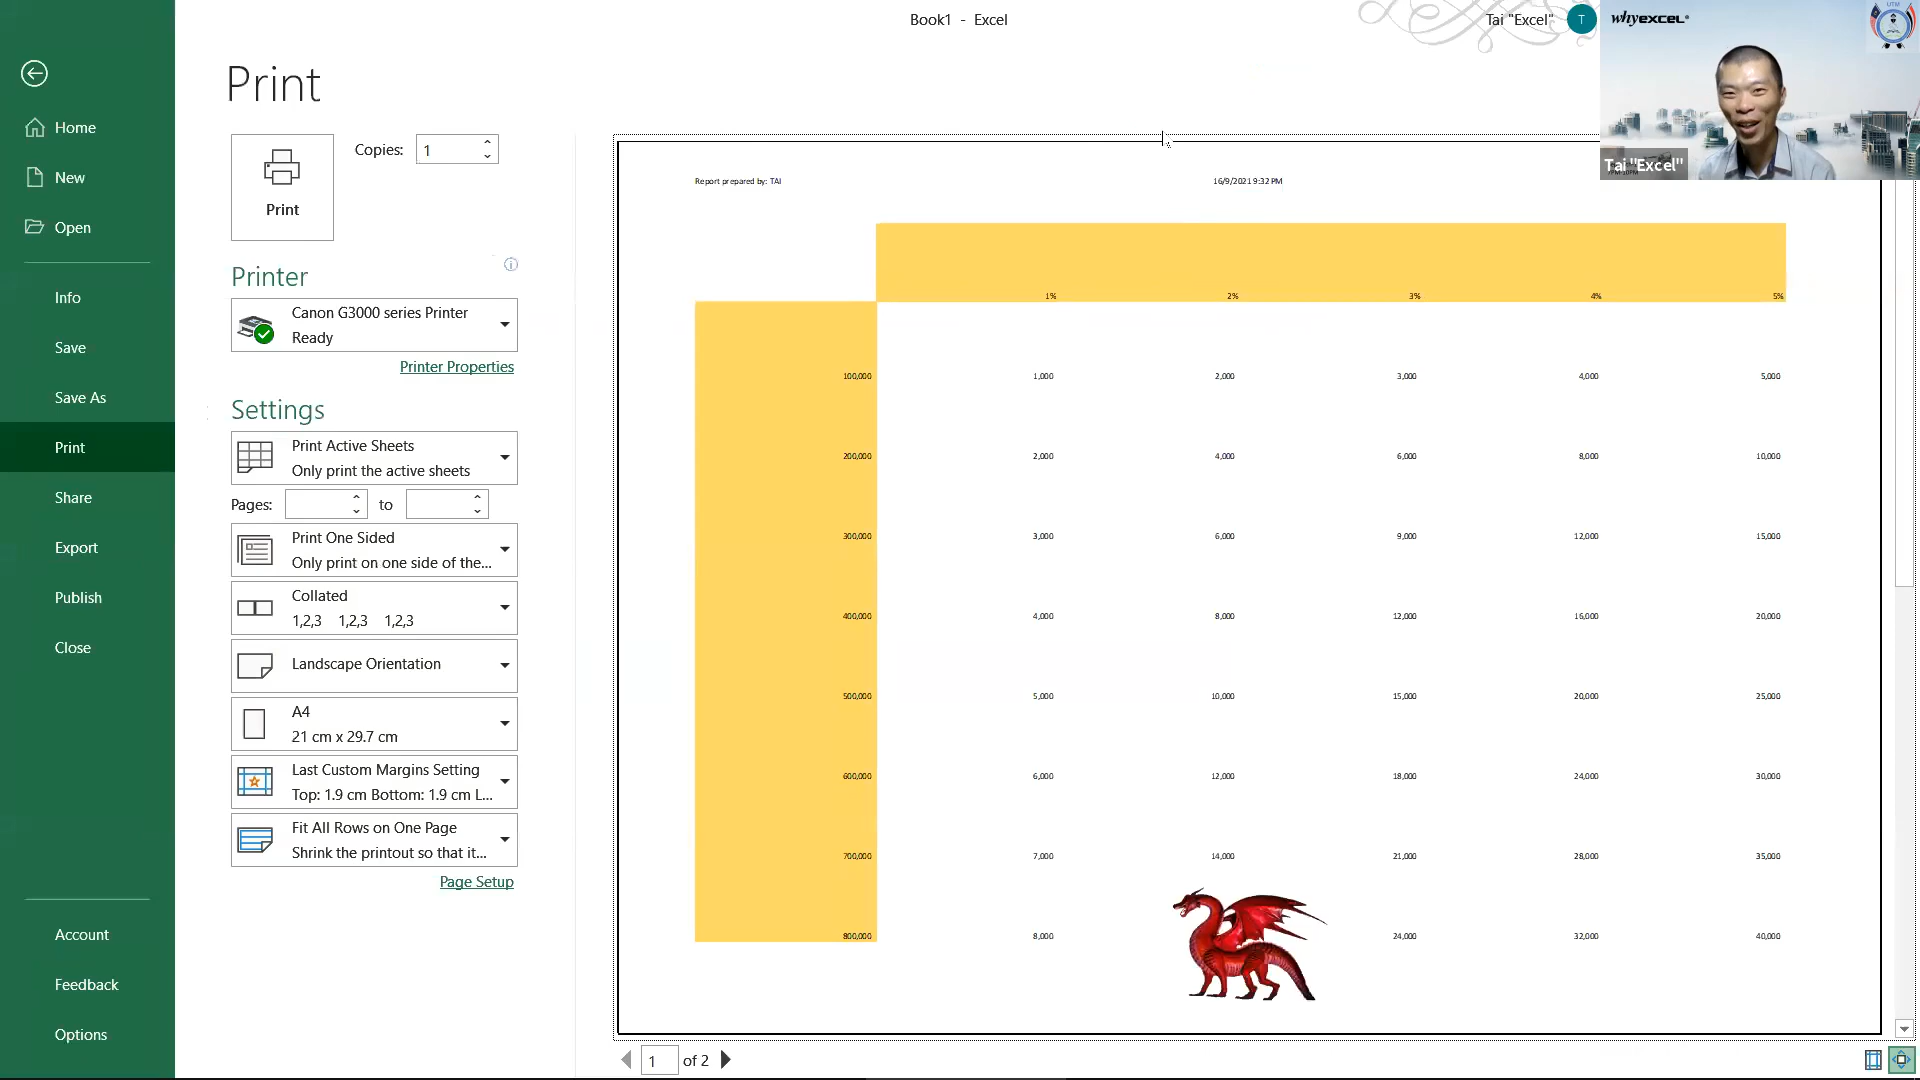 Book1 - Excel
Tai "Excel"
T
whyEXCEL
UTM
Tai "Excel"
Print
Home
New
Open
Info
Save
Save As
Print
Share
Export
Publish
Close
Account
Feedback
Options
Print
Copies: 1
Printer
Canon G3000 series Printer
Ready
Printer Properties
Settings
Print Active Sheets
Only print the active sheets
Pages: to
Print One Sided
Only print on one side of the...
Collated
1,2,3 1,2,3 1,2,3
Landscape Orientation
A4
21 cm x 29.7 cm
Last Custom Margins Setting
Top: 1.9 cm Bottom: 1.9 cm L...
Fit All Rows on One Page
Shrink the printout so that it...
Page Setup
Report prepared by: TAI 16/9/2021 9:32 PM
1% 2% 3% 4% 5%
100,000 1,000 2,000 3,000 4,000 5,000
200,000 2,000 4,000 6,000 8,000 10,000
300,000 3,000 6,000 9,000 12,000 15,000
400,000 4,000 8,000 12,000 16,000 20,000
500,000 5,000 10,000 15,000 20,000 25,000
600,000 6,000 12,000 18,000 24,000 30,000
700,000 7,000 14,000 21,000 28,000 35,000
800,000 8,000 24,000 32,000 40,000
1 of 2